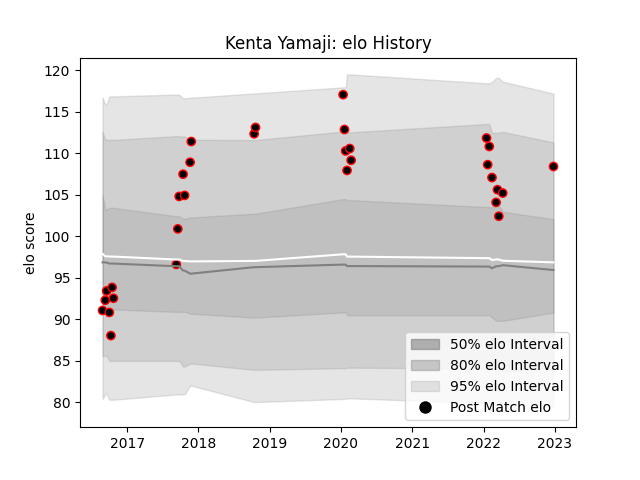 Kenta Yamaji: elo History
elo score
120
115
110
105
100
95
90
85
80
50% elo Interval
80% elo Interval
95% elo Interval
Post Match elo
2017 2018 2019 2020 2021 2022 2023